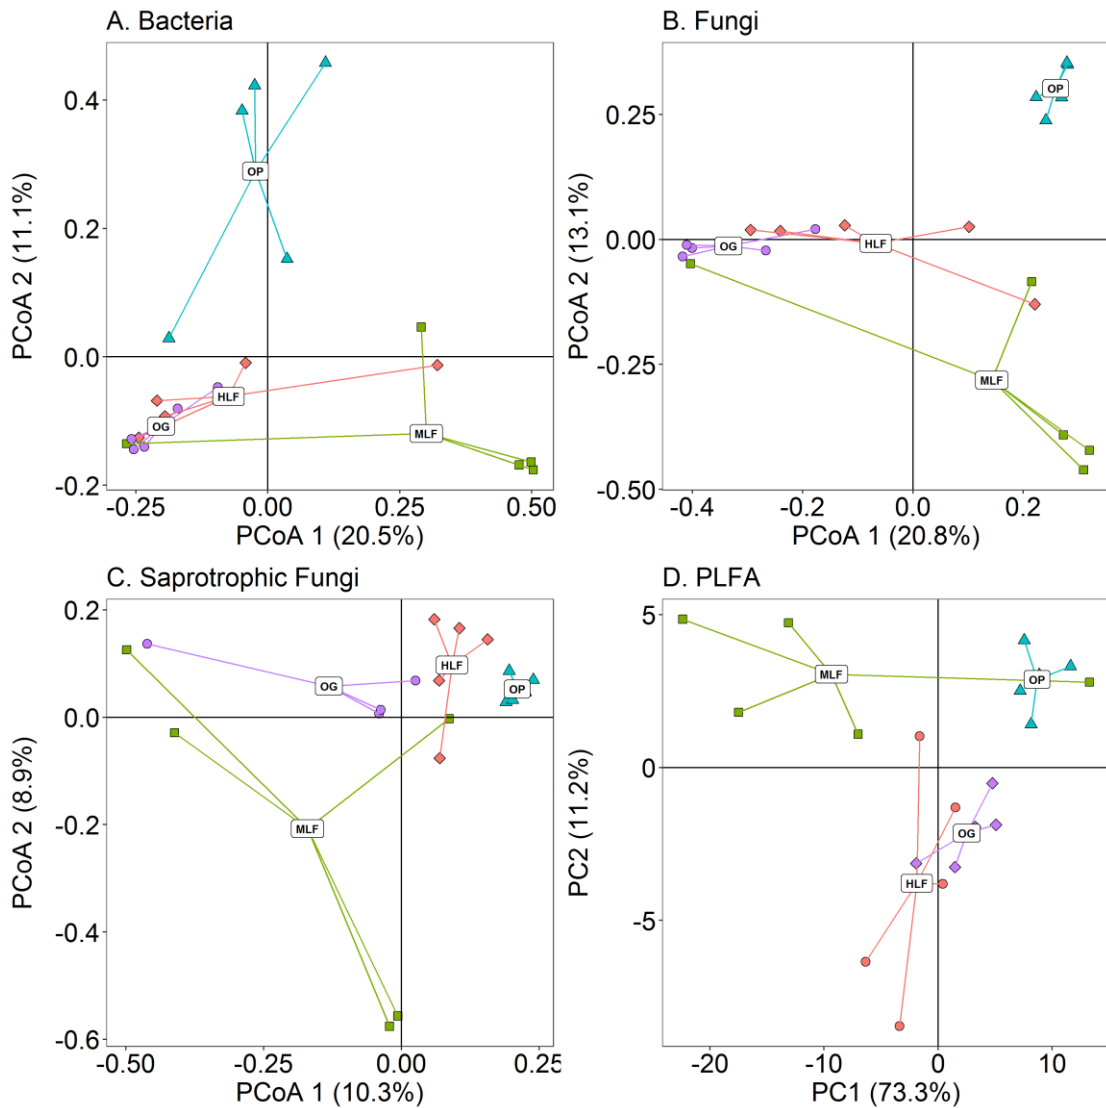 A. Bacteria
PCoA 2 (11.1%)
0.4
0.2
0.0
-0.2
OP
HLF
OG
MLF
-0.25
0.00
0.25
0.50
PCoA 1 (20.5%)
B. Fungi
PCoA 2 (13.1%)
0.25
0.00
-0.25
-0.50
OP
OG
HLF
MLF
-0.4
-0.2
0.0
0.2
PCoA 1 (20.8%)
C. Saprotrophic Fungi
PCoA 2 (8.9%)
0.2
0.0
-0.2
-0.4
-0.6
HLF
OG
OP
MLF
-0.50
-0.25
0.00
0.25
PCoA 1 (10.3%)
D. PLFA
PC2 (11.2%)
5
0
-5
MLF
OP
OG
HLF
-20
-10
0
10
PC1 (73.3%)